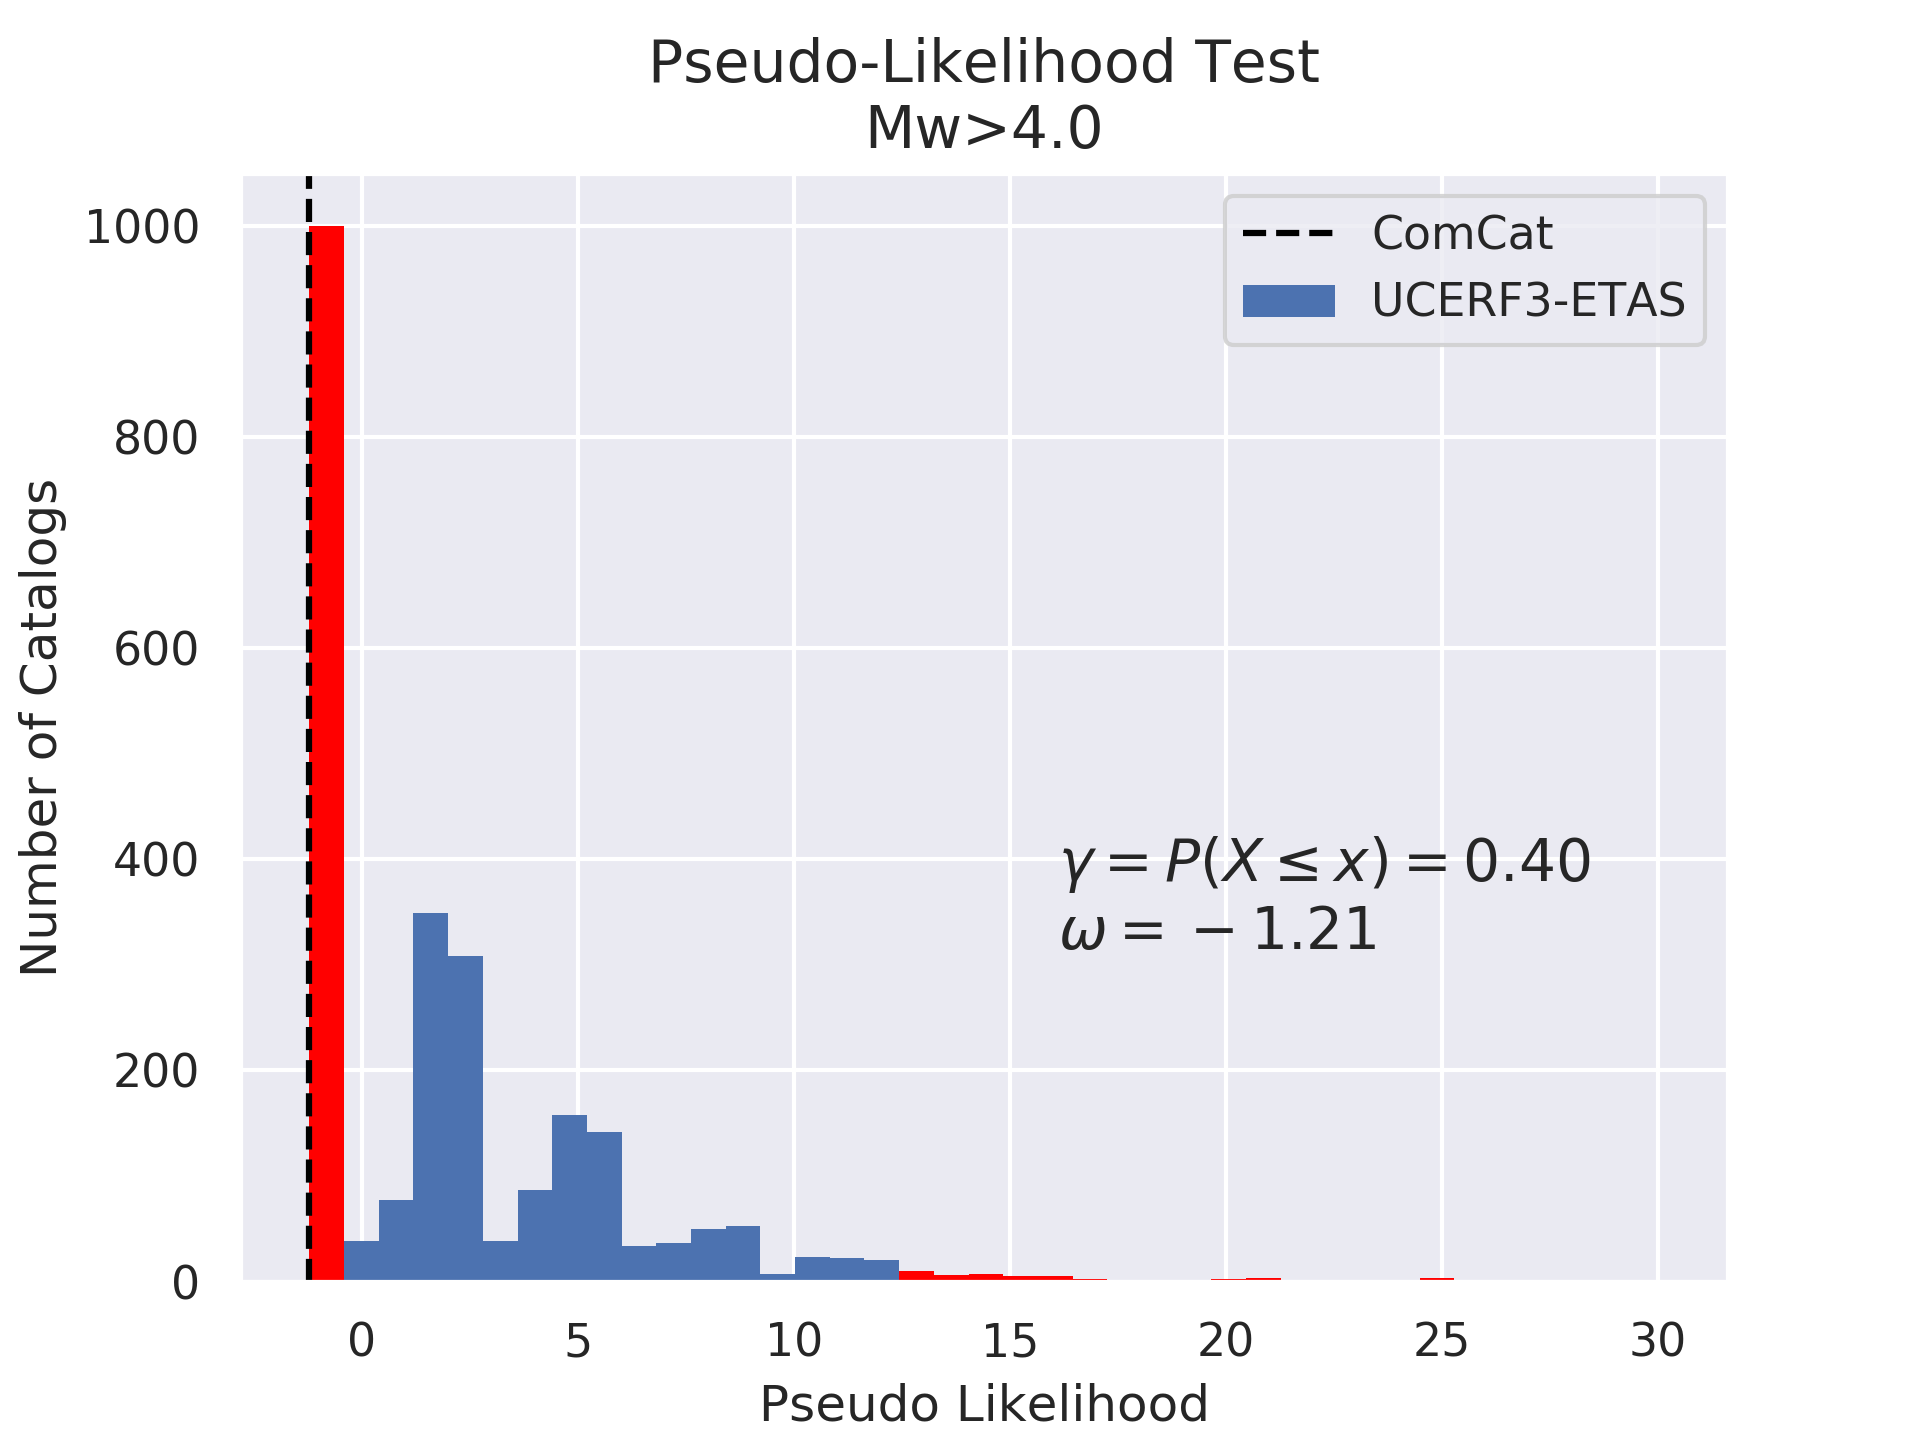 Pseudo-Likelihood Test
Mw>4.0
ComCat
UCERF3-ETAS
1000
800
600
400
200
0
Number of Catalogs
γ = P(X ≤ x) = 0.40
ω = −1.21
0 5 10 15 20 25 30
Pseudo Likelihood